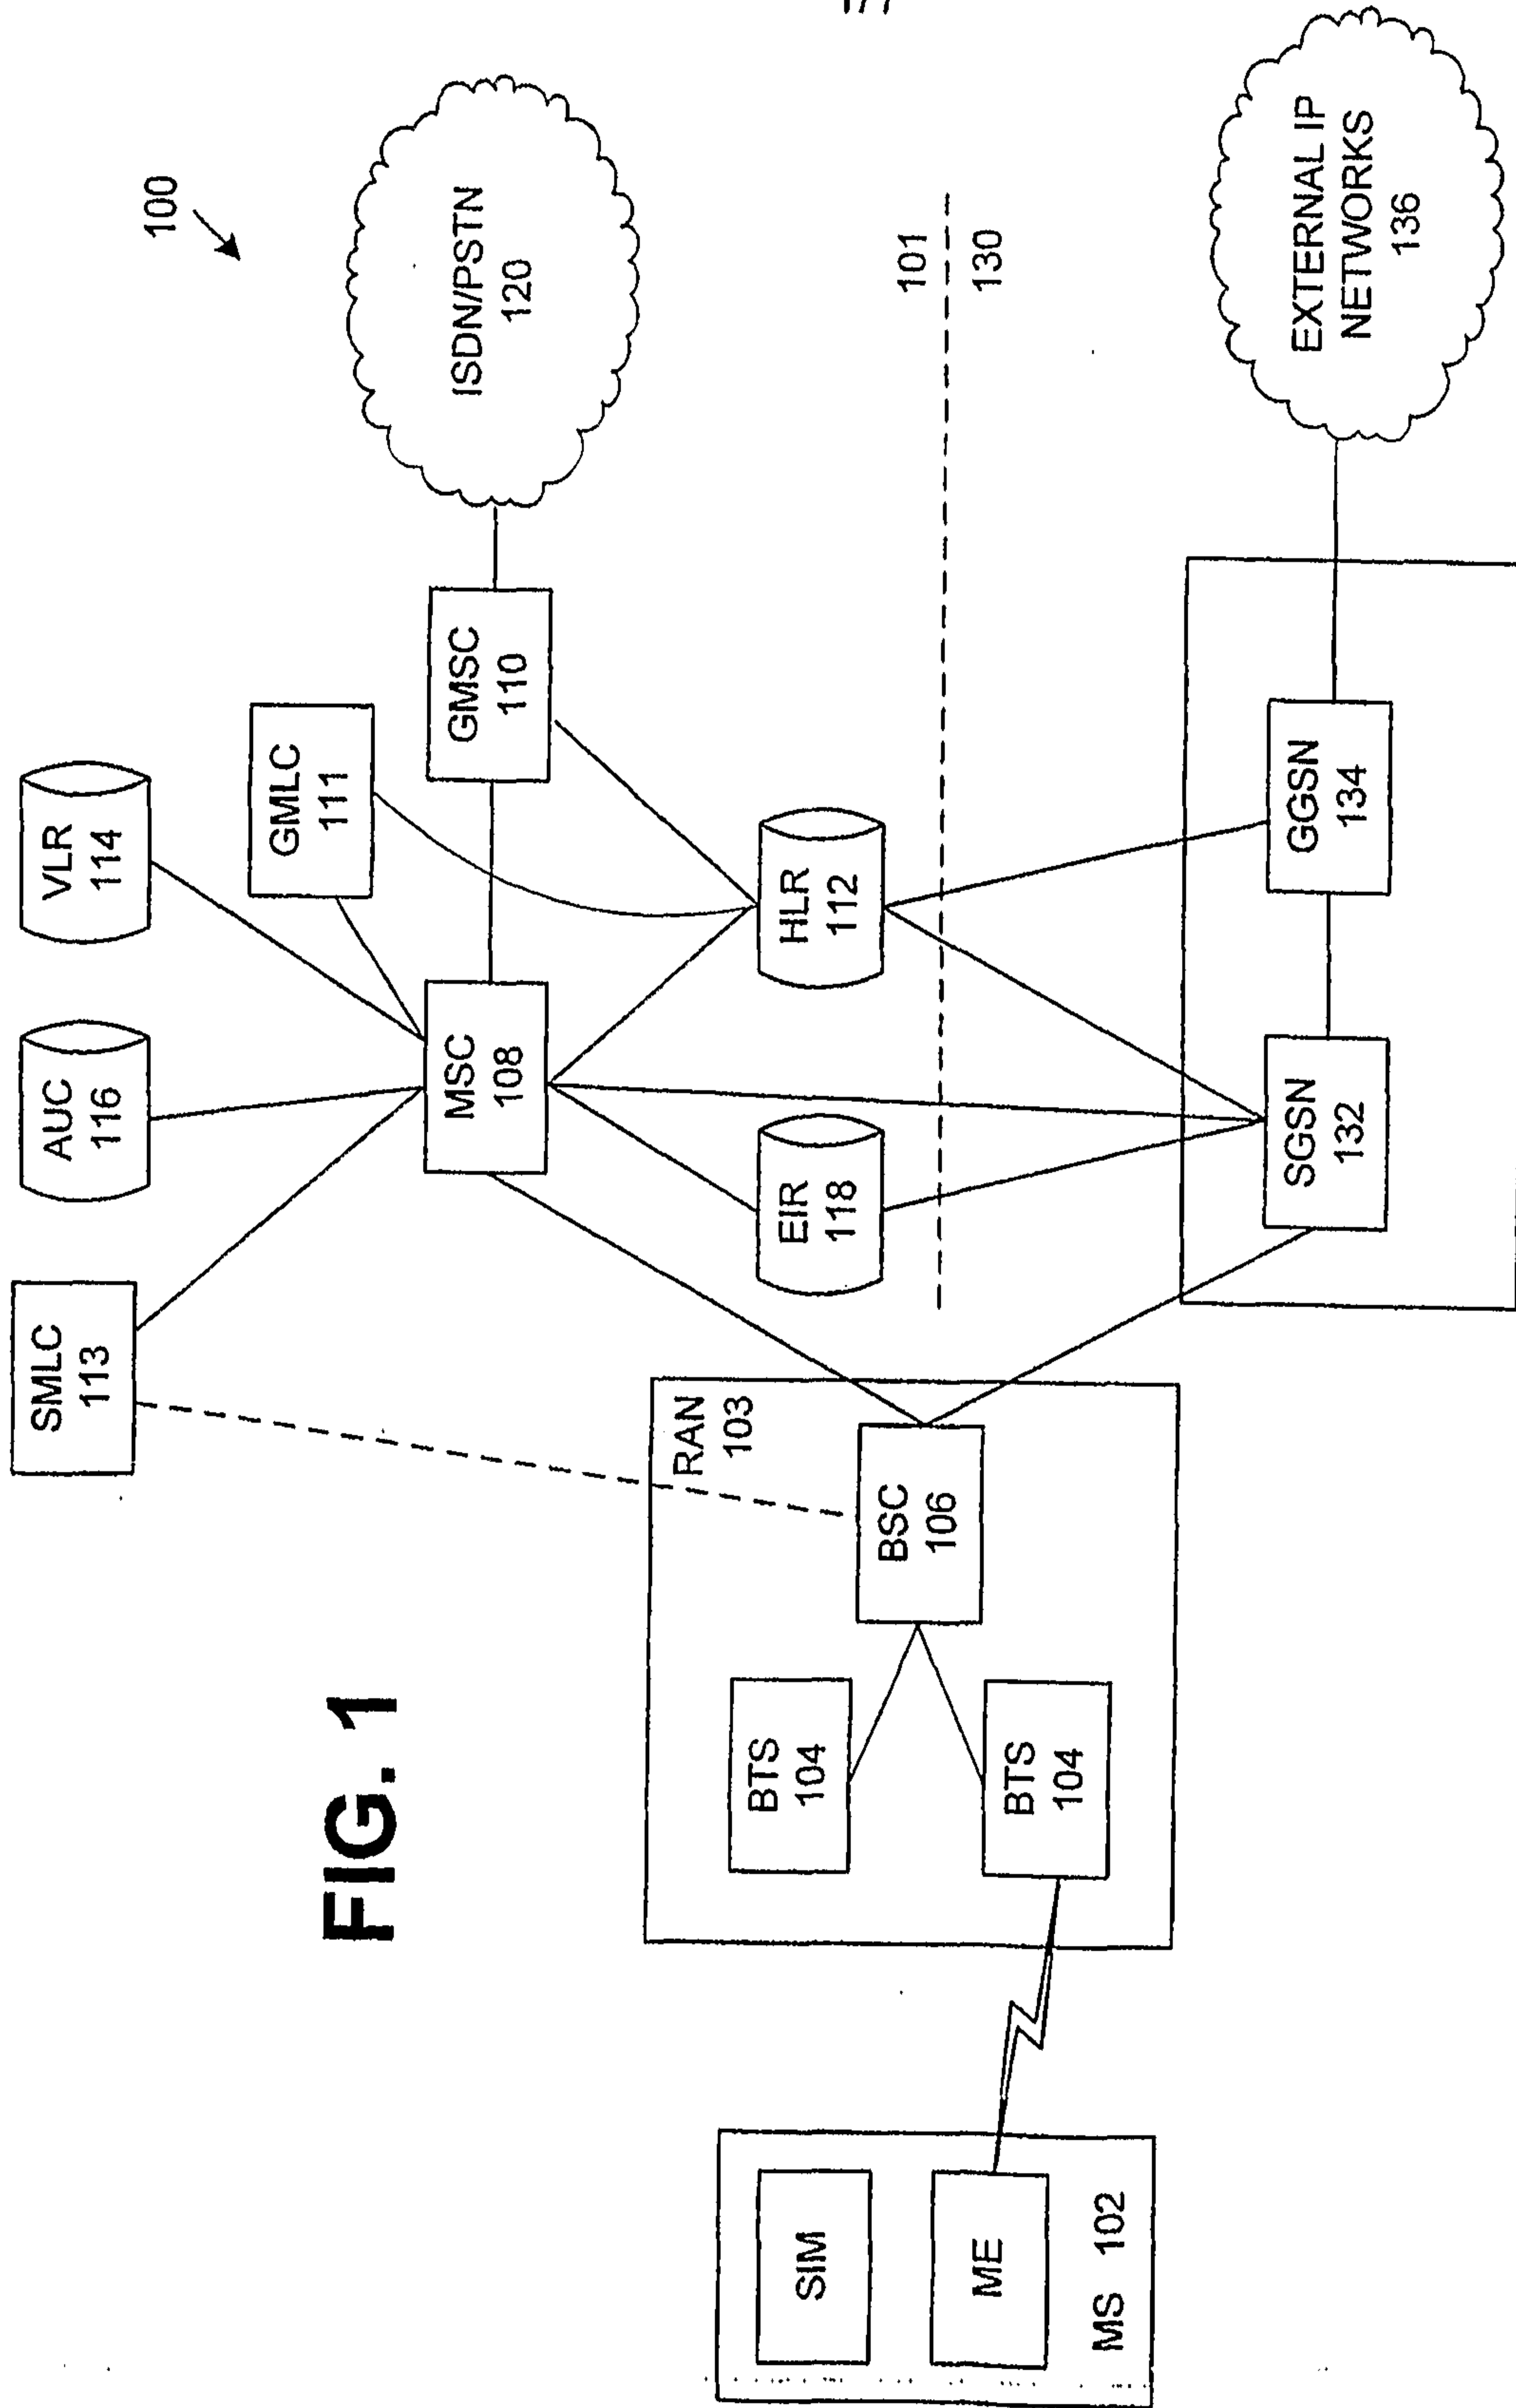 1/7
FIG. 1
100
SMLC
113
AUC
116
VLR
114
GMLC
111
MSC
108
GMSC
110
ISDN/PSTN
120
EIR
118
HLR
112
101
130
RAN
103
BTS
104
BTS
104
BSC
106
SIM
ME
MS 102
SGSN
132
GGSN
134
EXTERNAL IP
NETWORKS
136